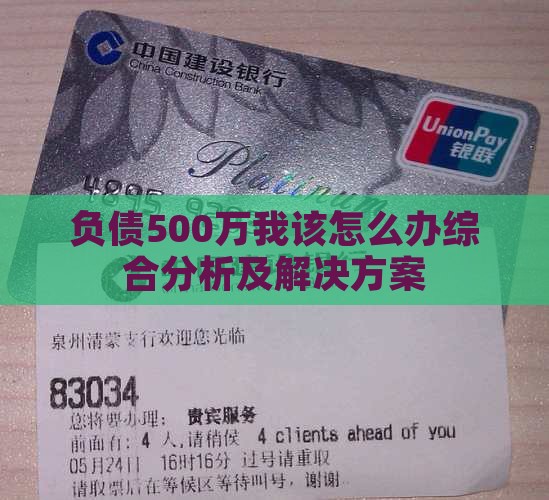 中国建设银行
China Construction Bank
UnionPay
银联
Platinum
4895
负债500万我该怎么办综
合分析及解决方案
泉州清蒙支行欢迎您光临
83034
您将要办理： 贵宾服务
前面有: 4 人,请稍侯 4 clients ahead of you
05月24日 16时16分 过号请重取
请取票后在等候区等待叫号, 谢谢